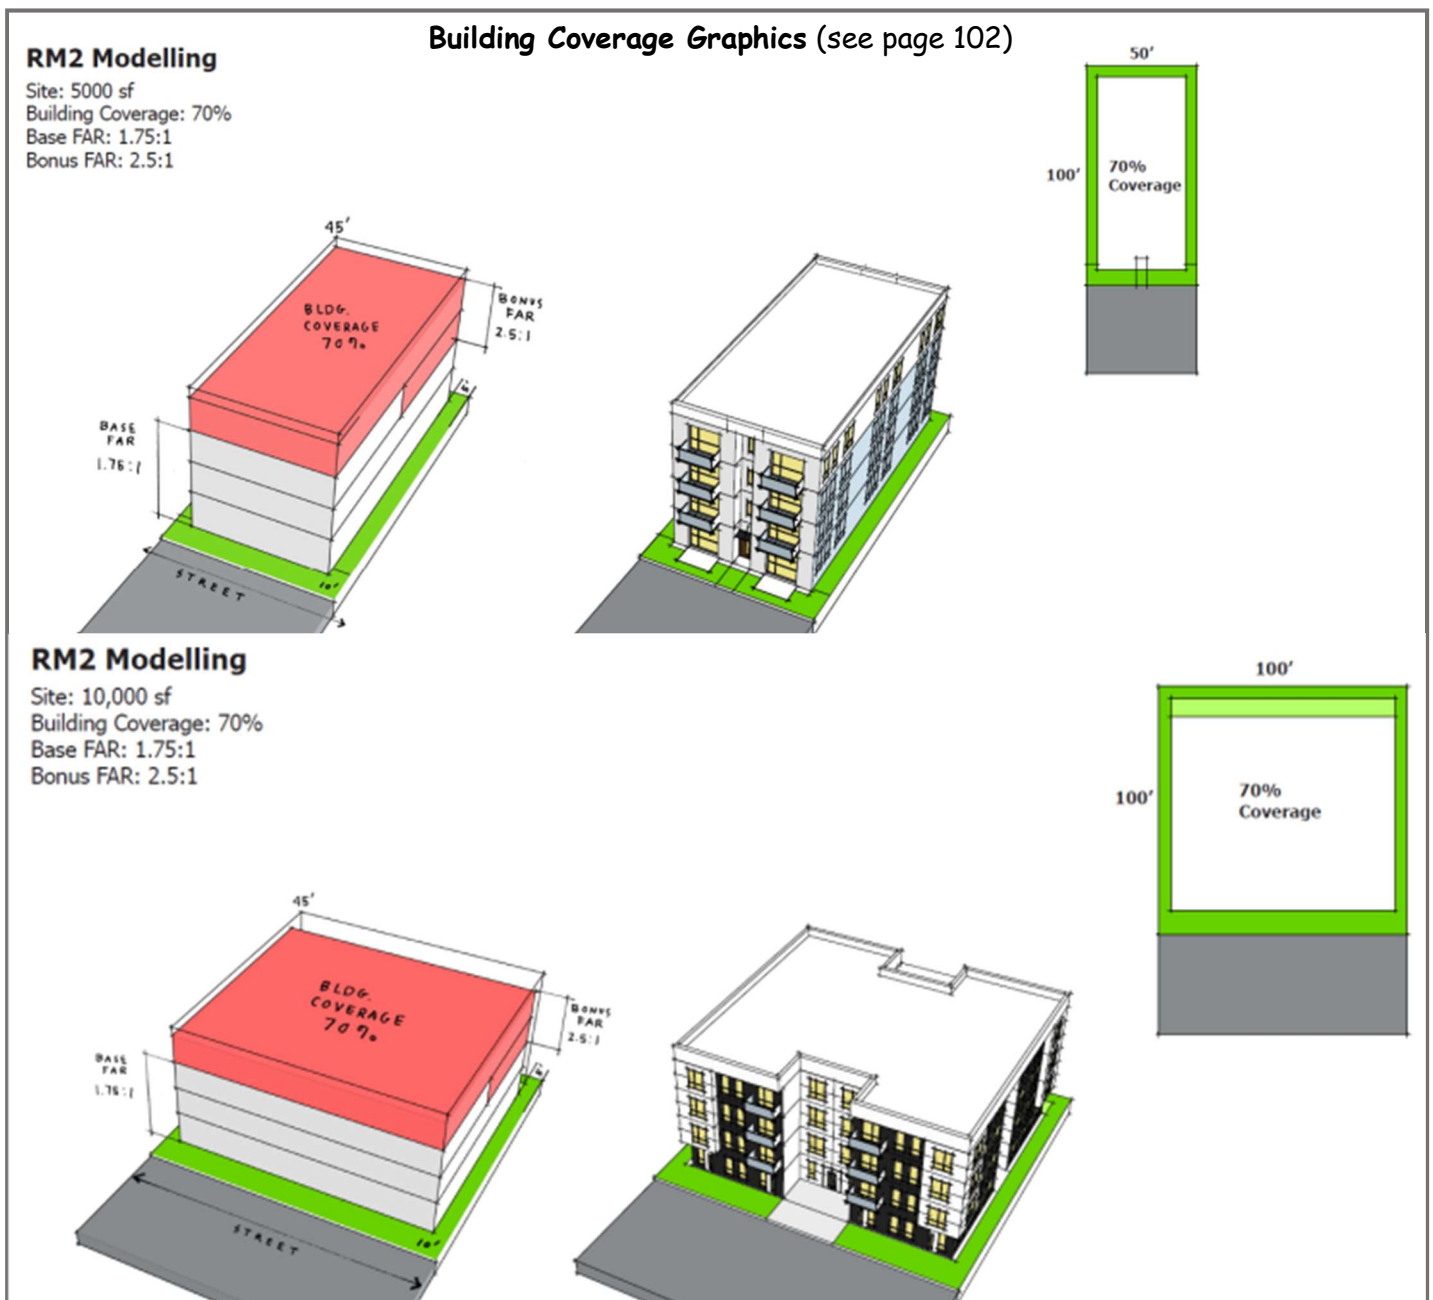 Building Coverage Graphics (see page 102)
RM2 Modelling
Site: 5000 sf
Building Coverage: 70%
Base FAR: 1.75:1
Bonus FAR: 2.5:1
50'
100'
70%
Coverage
45'
BLDG.
COVERAGE
70%
BONUS
FAR
2.5:1
BASE
FAR
1.75:1
STREET
10'
RM2 Modelling
Site: 10,000 sf
Building Coverage: 70%
Base FAR: 1.75:1
Bonus FAR: 2.5:1
100'
100'
70%
Coverage
45'
BLDG.
COVERAGE
70%
BONUS
FAR
2.5:1
BASE
FAR
1.75:1
STREET
10'